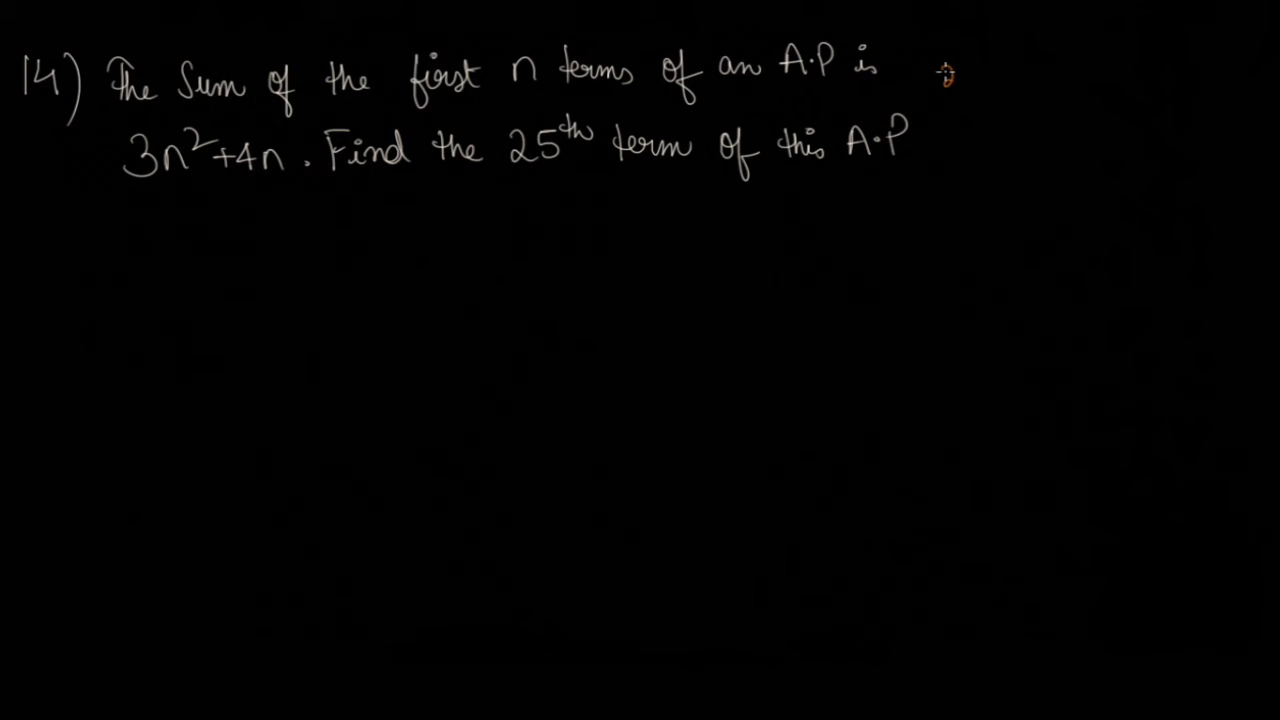 14) The Sum of the first n terms of an A.P is
3n²+4n. Find the 25th term of this A.P